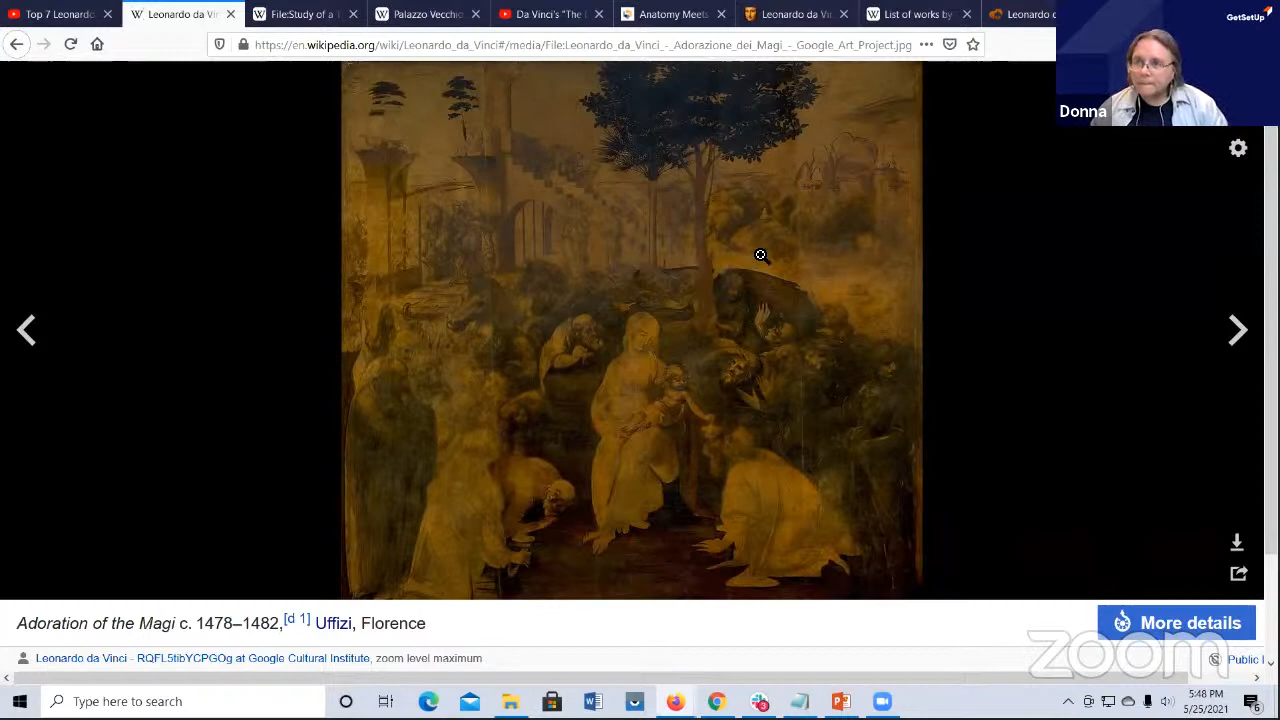 Top 7 Leonardo
Leonardo da Vin
File:Study of a T
Palazzo Vecchio
Da Vinci's "The
Anatomy Meets
Leonardo da Vi
List of works by
Leonardo d
GetSetUp
https://en.wikipedia.org/wiki/Leonardo_da_Vinci#/media/File:Leonardo_da_Vinci_-_Adorazione_dei_Magi_-_Google_Art_Project.jpg
Donna
Adoration of the Magi c. 1478–1482,[d 1] Uffizi, Florence
More details
Leonardo da Vinci - RQFL5tibYCPGOg at Google Cultural Institute, zoom level maximum
Public
zoom
Type here to search
5:48 PM
5/25/2021